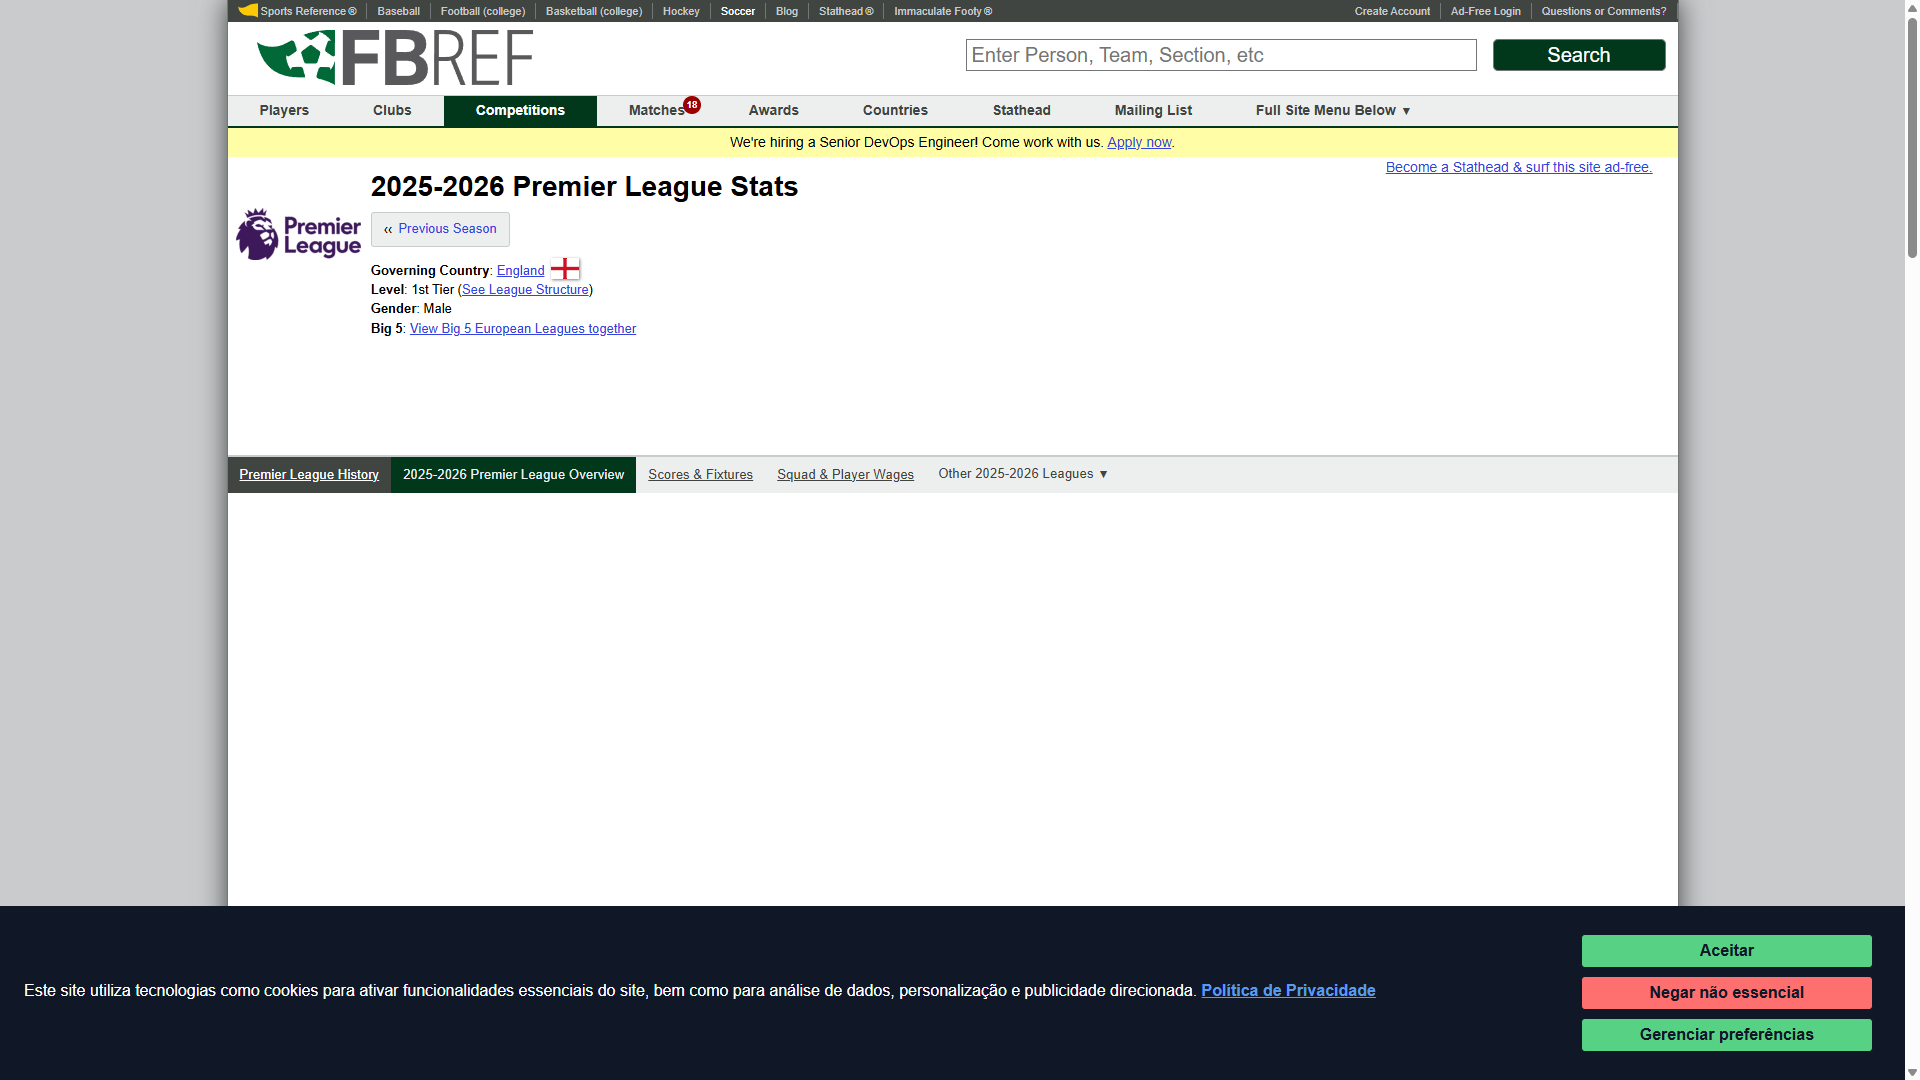 Sports Reference®
Baseball
Football (college)
Basketball (college)
Hockey
Soccer
Blog
Stathead®
Immaculate Footy®
Create Account
Ad-Free Login
Questions or Comments?
FBREF
Enter Person, Team, Section, etc
Search
Players
Clubs
Competitions
Matches 18
Awards
Countries
Stathead
Mailing List
Full Site Menu Below ▼
We're hiring a Senior DevOps Engineer! Come work with us. Apply now.
Become a Stathead & surf this site ad-free.
2025-2026 Premier League Stats
Premier
League
‹‹ Previous Season
Governing Country: England
Level: 1st Tier (See League Structure)
Gender: Male
Big 5: View Big 5 European Leagues together
Premier League History
2025-2026 Premier League Overview
Scores & Fixtures
Squad & Player Wages
Other 2025-2026 Leagues ▼
Este site utiliza tecnologias como cookies para ativar funcionalidades essenciais do site, bem como para análise de dados, personalização e publicidade direcionada. Política de Privacidade
Aceitar
Negar não essencial
Gerenciar preferências